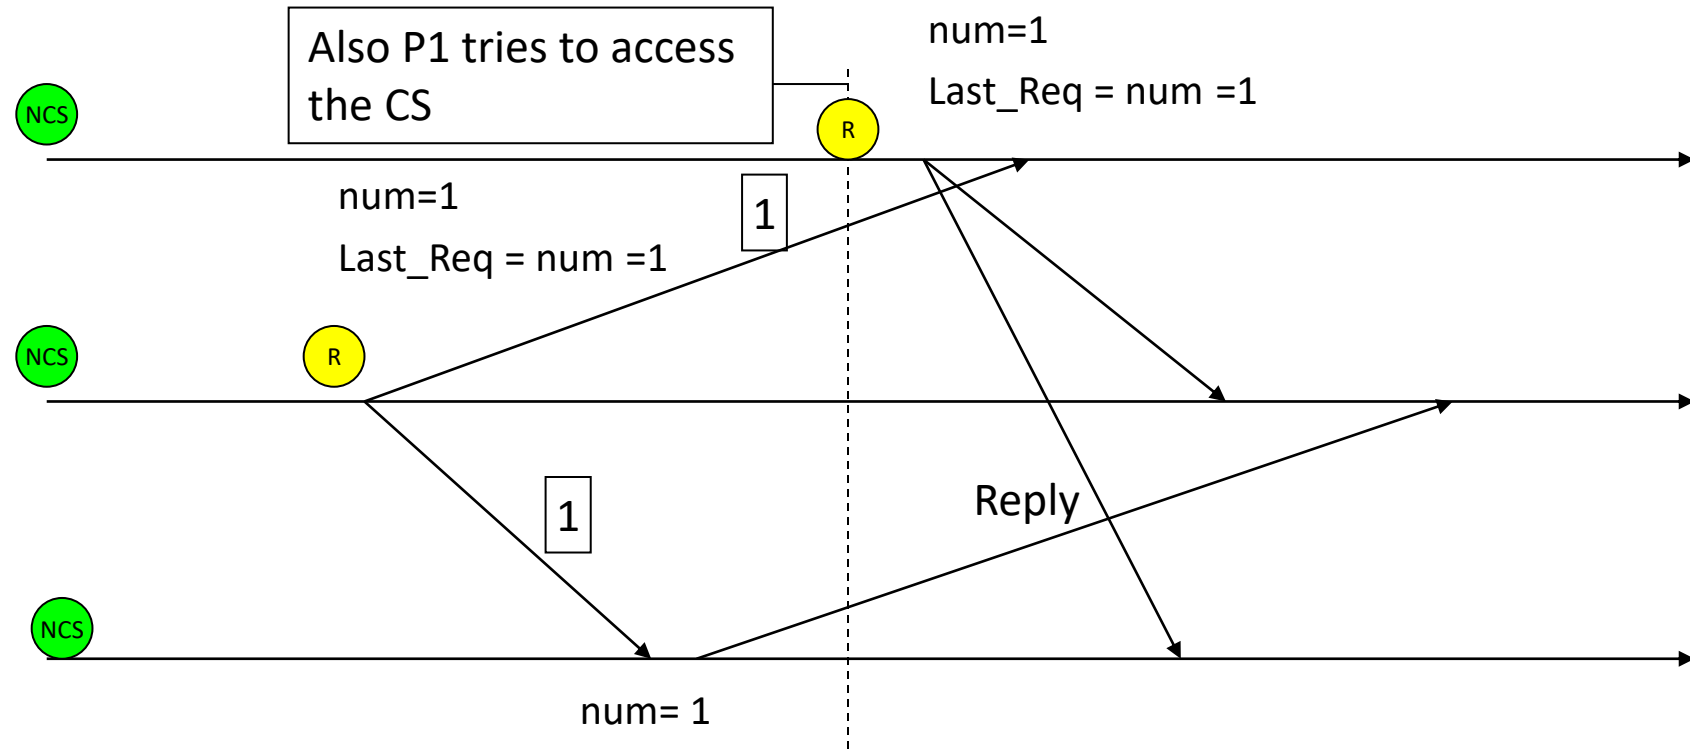 Also P1 tries to access
the CS
num=1
Last_Req = num =1
NCS
R
num=1
Last_Req = num =1
1
NCS
R
1
Reply
NCS
num= 1